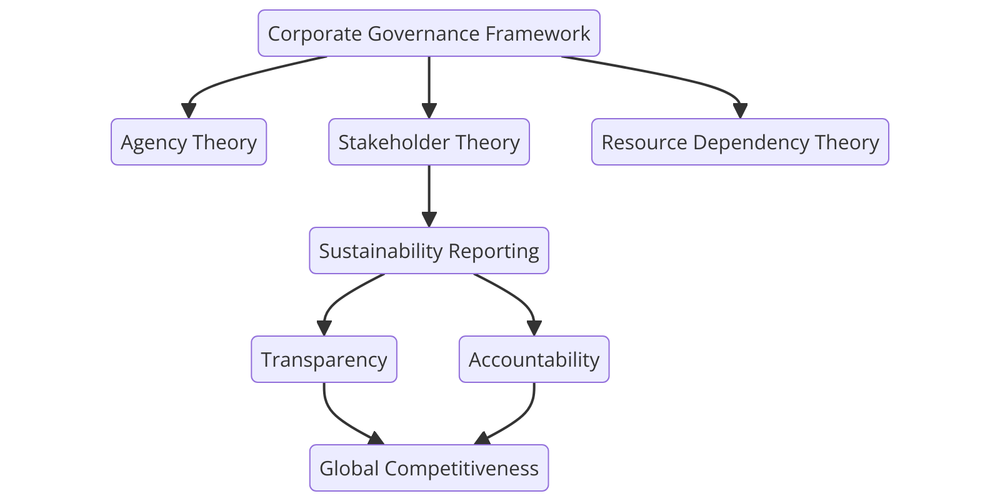 Corporate Governance Framework
Agency Theory
Stakeholder Theory
Resource Dependency Theory
Sustainability Reporting
Transparency
Accountability
Global Competitiveness